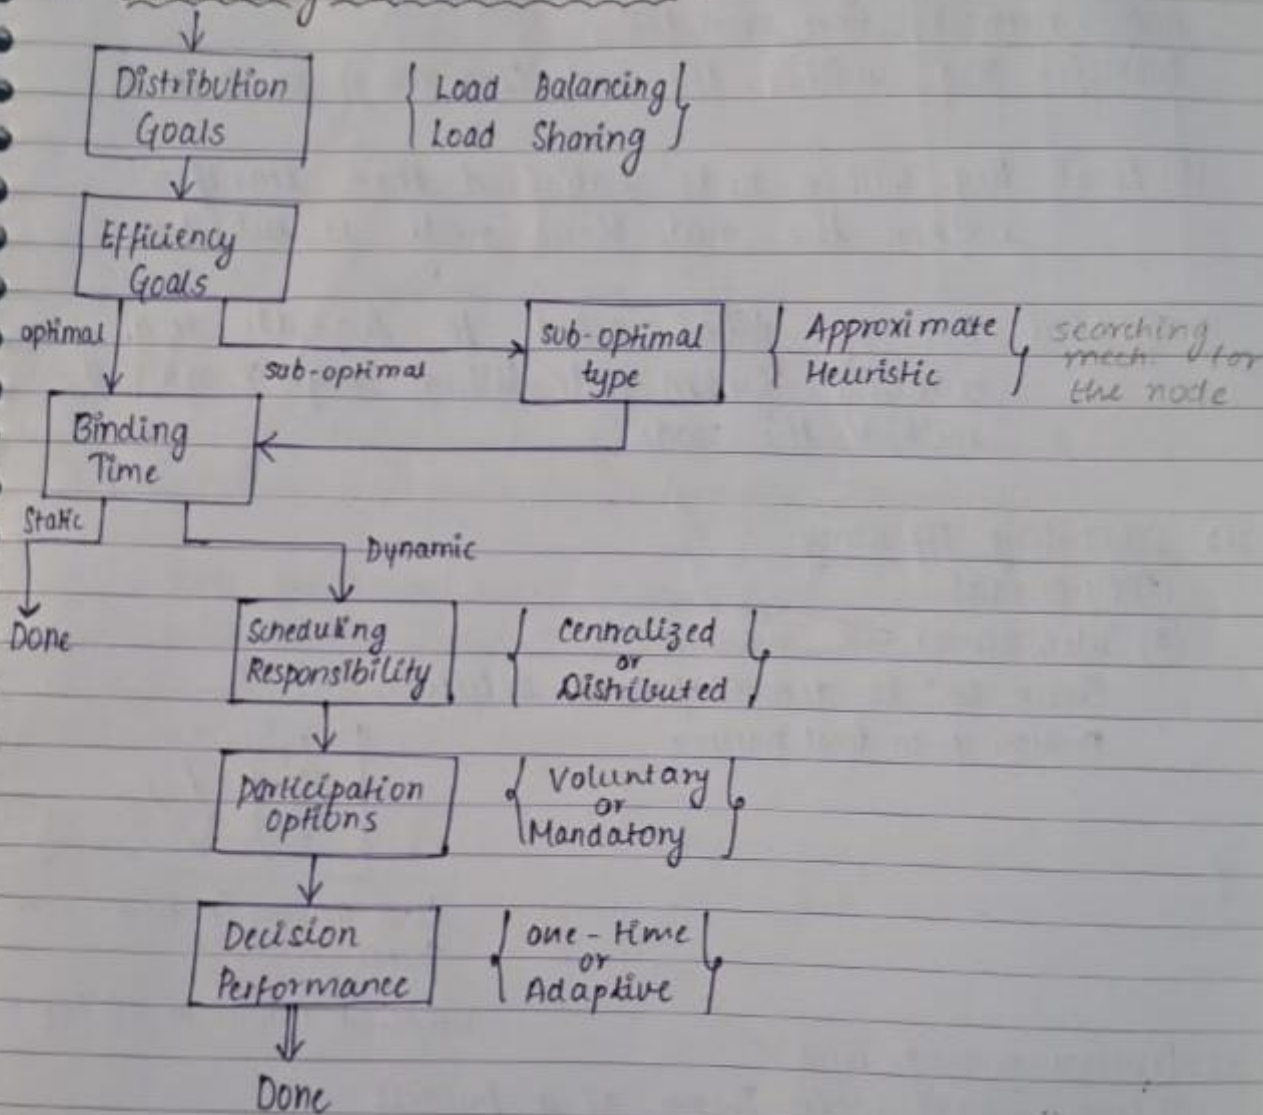 Distribution
Goals
Load Balancing
Load Sharing
Efficiency
Goals
optimal
sub-optimal
sub-optimal
type
Approximate
Heuristic
searching
mech. for
the node
Binding
Time
Static
Dynamic
Done
Scheduling
Responsibility
Centralized
or
Distributed
participation
options
Voluntary
or
Mandatory
Decision
Performance
one-time
or
Adaptive
Done